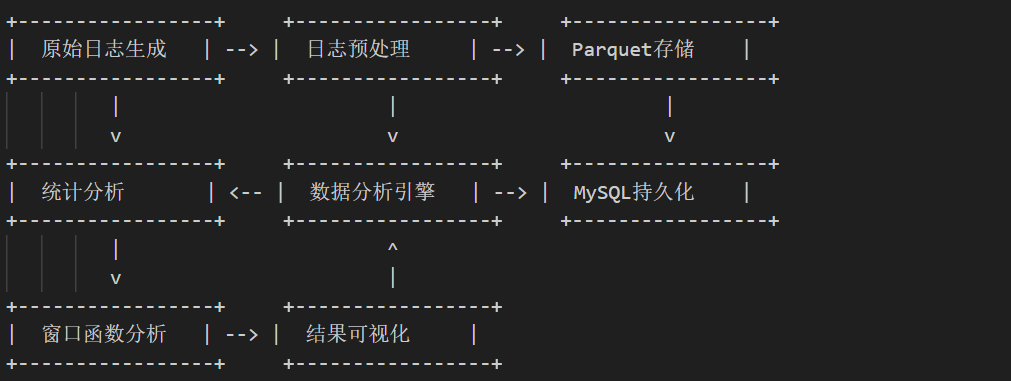 +-----------------+     +-----------------+     +-----------------+
|  原始日志生成   | --> |  日志预处理     | --> |  Parquet存储    |
+-----------------+     +-----------------+     +-----------------+
         |                       |                       |
         v                       v                       v
+-----------------+     +-----------------+     +-----------------+
|  统计分析       | <-- |  数据分析引擎   | --> |  MySQL持久化    |
+-----------------+     +-----------------+     +-----------------+
         |                       ^
         v                       |
+-----------------+     +-----------------+
|  窗口函数分析   | --> |  结果可视化     |
+-----------------+     +-----------------+